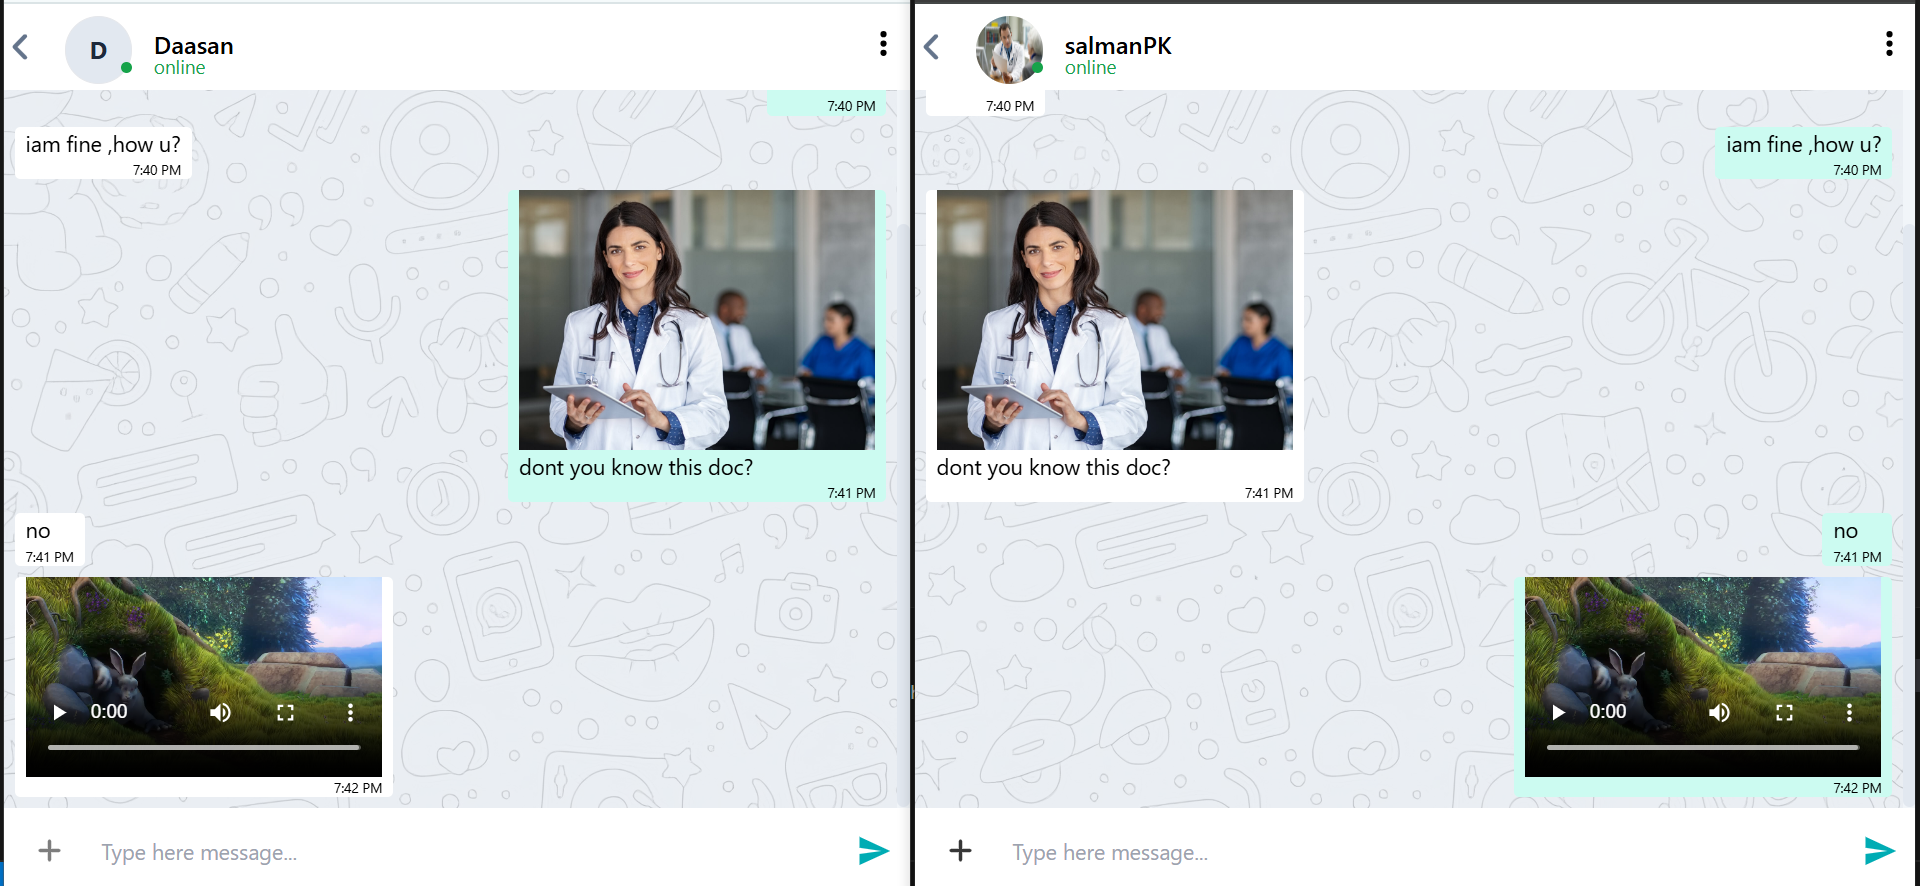 D
Daasan
online
7:40 PM
iam fine ,how u?
7:40 PM
dont you know this doc?
7:41 PM
no
7:41 PM
0:00
7:42 PM
Type here message...
salmanPK
online
7:40 PM
iam fine ,how u?
7:40 PM
dont you know this doc?
7:41 PM
no
7:41 PM
0:00
7:42 PM
Type here message...